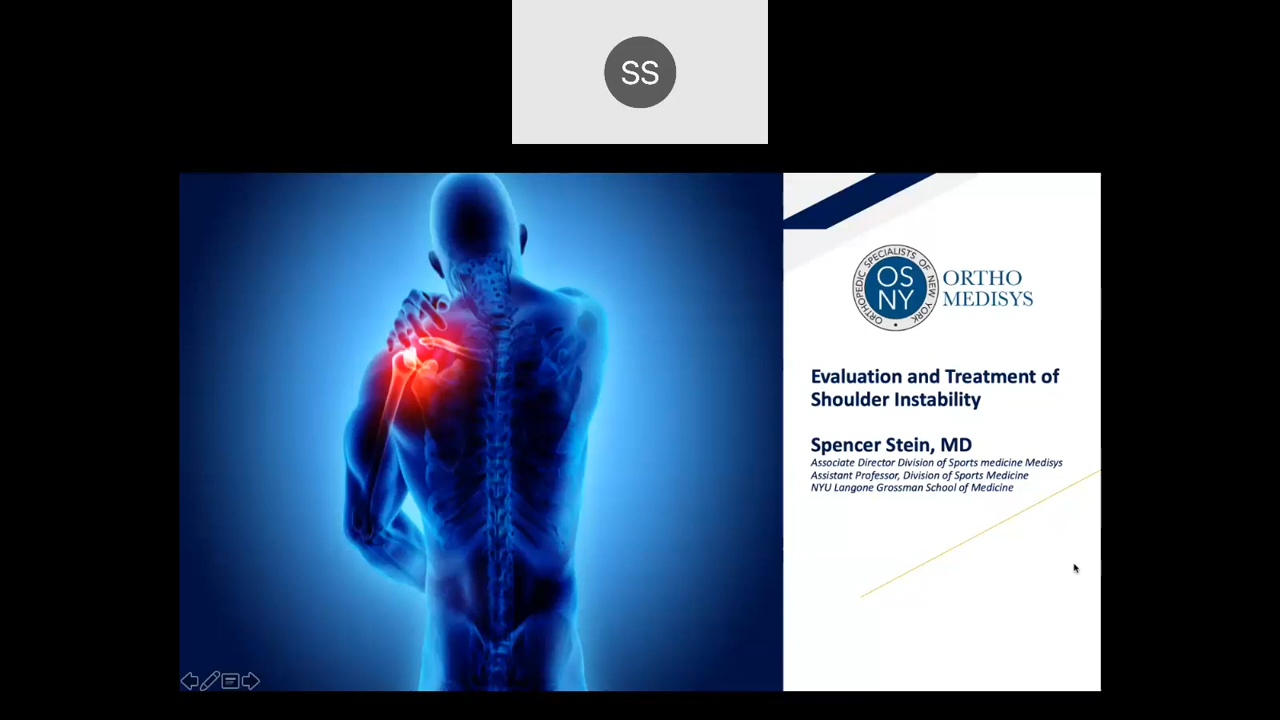 SS
ORTHOPEDIC SPECIALISTS OF NEW YORK
OS
NY
ORTHO
MEDISYS
Evaluation and Treatment of
Shoulder Instability
Spencer Stein, MD
Associate Director Division of Sports medicine Medisys
Assistant Professor, Division of Sports Medicine
NYU Langone Grossman School of Medicine